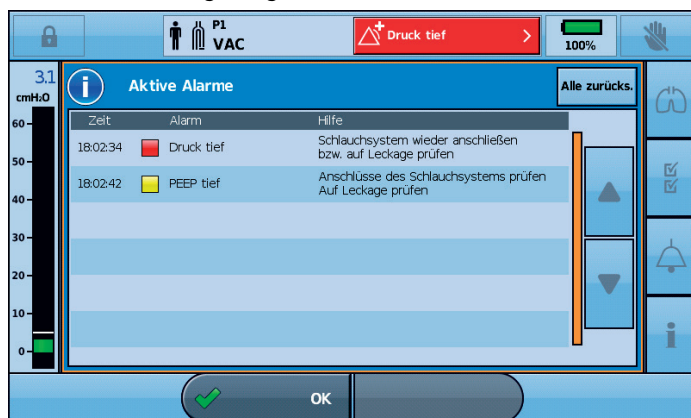 P1
VAC
Druck tief
100%
3.1
cmH₂O
Aktive Alarme
Alle zurücks.
Zeit Alarm Hilfe
18:02:34 Druck tief Schlauchsystem wieder anschließen
bzw. auf Leckage prüfen
18:02:42 PEEP tief Anschlüsse des Schlauchsystems prüfen
Auf Leckage prüfen
60
50
40
30
20
10
0
OK